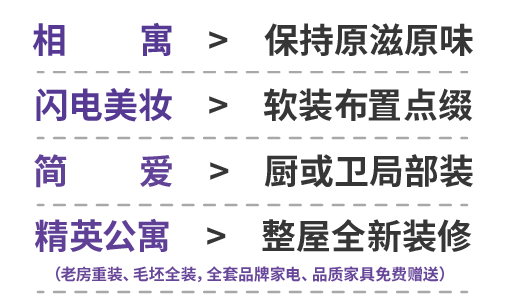 相 寓 > 保持原滋原味
闪电美妆 > 软装布置点缀
简 爱 > 厨或卫局部装
精英公寓 > 整屋全新装修
（老房重装、毛坯全装，全套品牌家电、品质家具免费赠送）